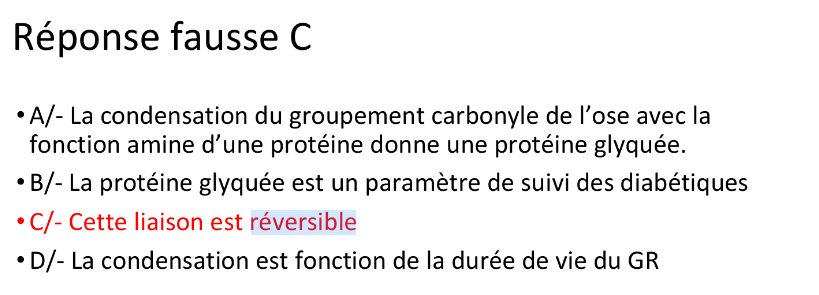 Réponse fausse C
• A/- La condensation du groupement carbonyle de l’ose avec la
fonction amine d’une protéine donne une protéine glyquée.
• B/- La protéine glyquée est un paramètre de suivi des diabétiques
• C/- Cette liaison est réversible
• D/- La condensation est fonction de la durée de vie du GR